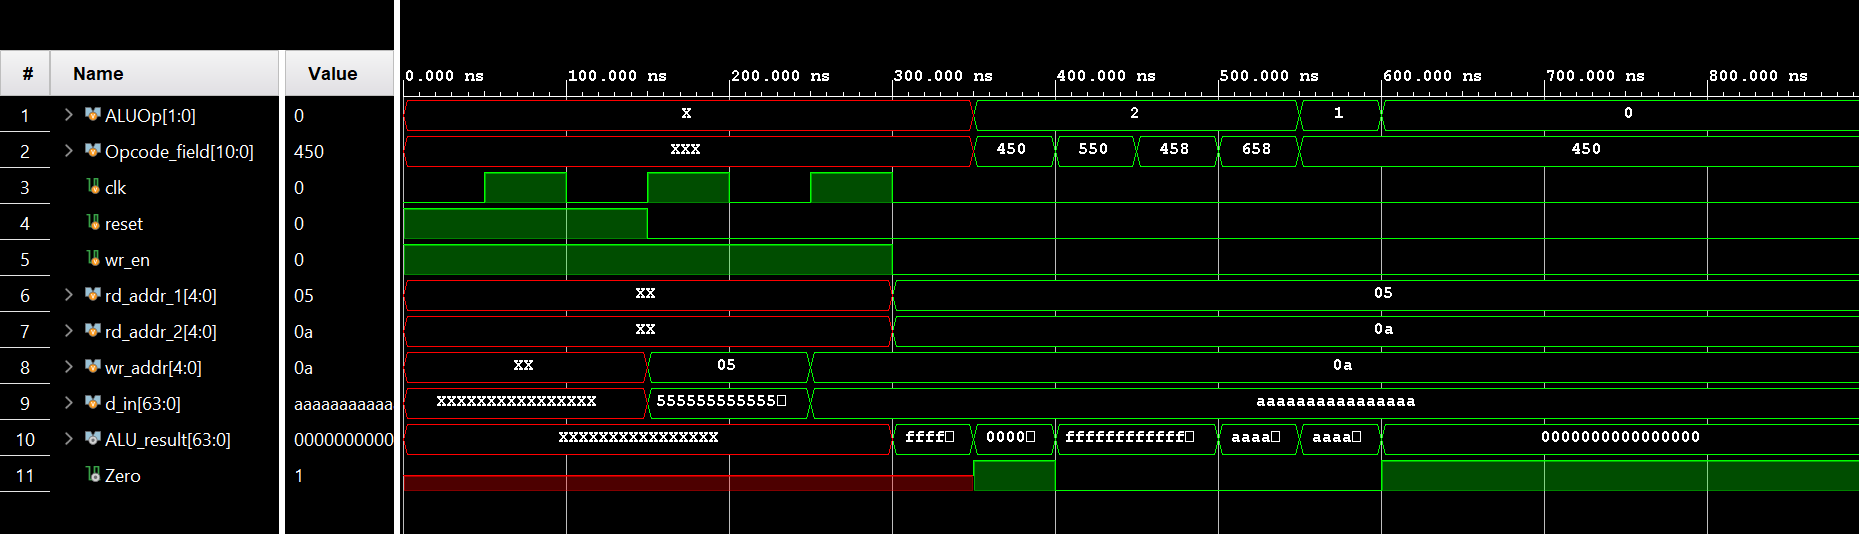 # Name Value 0.000 ns 100.000 ns 200.000 ns 300.000 ns 400.000 ns 500.000 ns 600.000 ns 700.000 ns 800.000 ns
1 ALUOp[1:0] 0 X 2 1 0
2 Opcode_field[10:0] 450 XXX 450 550 458 658 450
3 clk 0
4 reset 0
5 wr_en 0
6 rd_addr_1[4:0] 05 XX 05
7 rd_addr_2[4:0] 0a XX 0a
8 wr_addr[4:0] 0a XX 05 0a
9 d_in[63:0] aaaaaaaaaaa XXXXXXXXXXXXXXXX 555555555555□ aaaaaaaaaaaaaaaa
10 ALU_result[63:0] 0000000000 XXXXXXXXXXXXXXXX ffff□ 0000□ ffffffffffff□ aaaa□ aaaa□ 0000000000000000
11 Zero 1